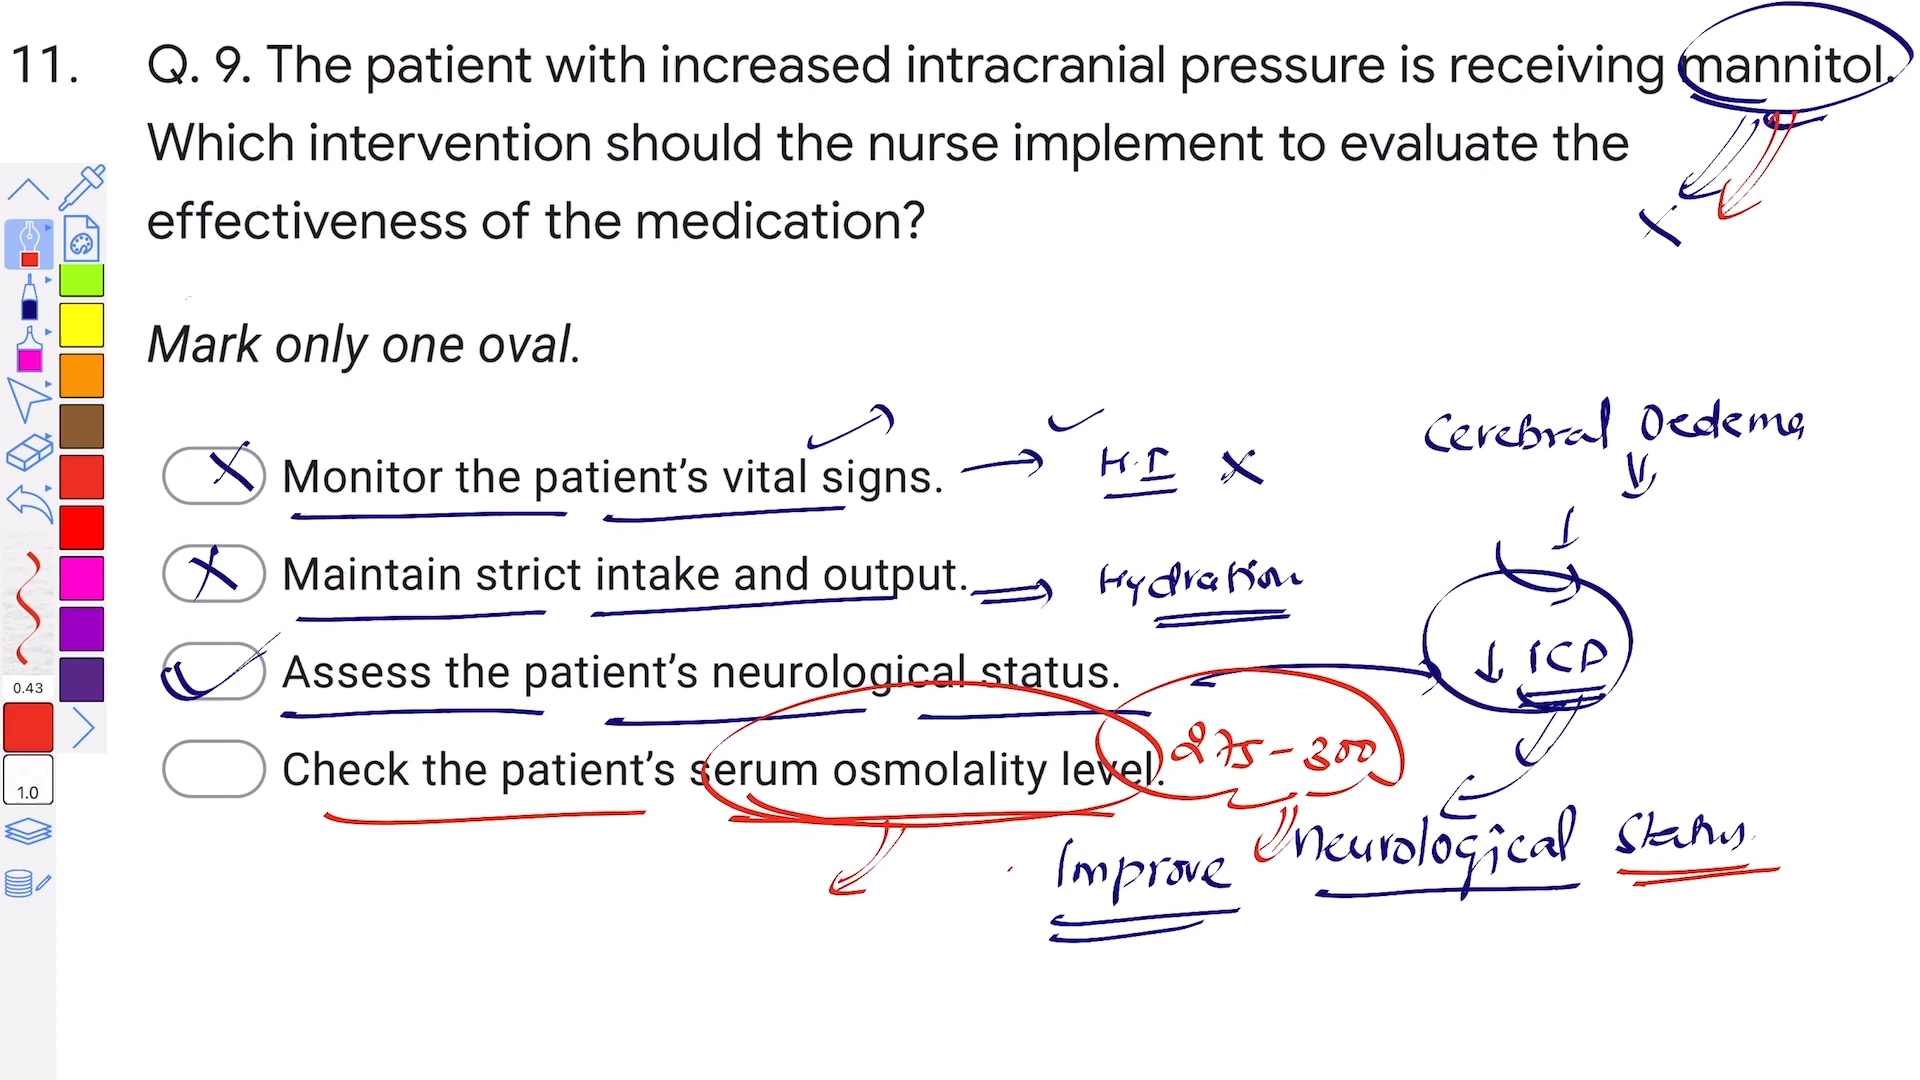 11. Q. 9. The patient with increased intracranial pressure is receiving mannitol.
Which intervention should the nurse implement to evaluate the
effectiveness of the medication?
Mark only one oval.
Cerebral Oedema
Monitor the patient's vital signs. H.I
Maintain strict intake and output. Hydration
ICP
Assess the patient's neurological status.
Check the patient's serum osmolality level. 275-300
Improve Neurological Status
0.43
1.0